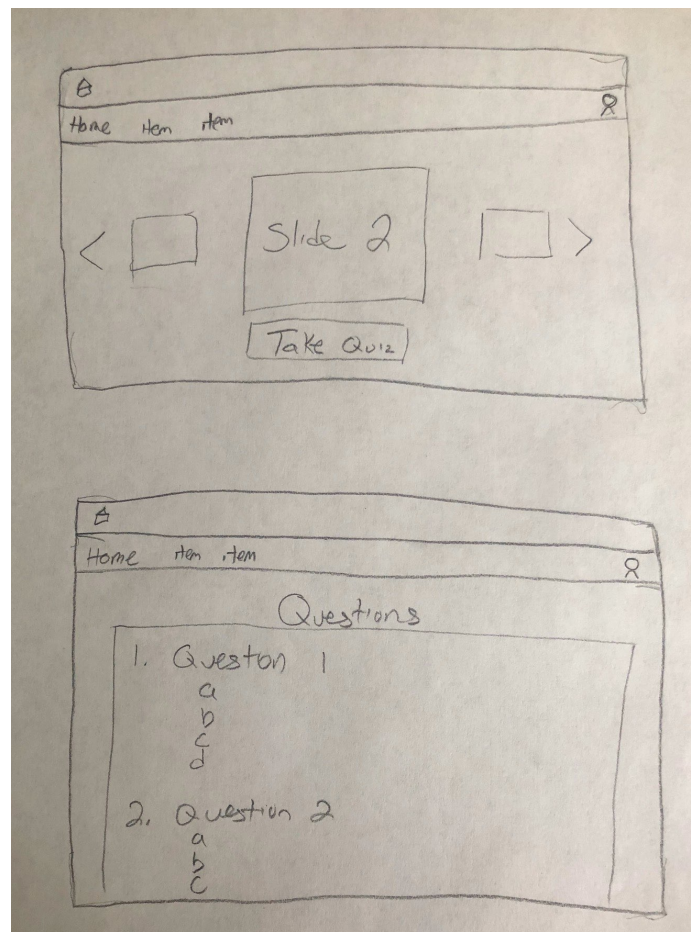 Home item item
< Slide 2 >
Take Quiz
Home item item
Questions
1. Queston 1
a
b
c
d
2. Question 2
a
b
c